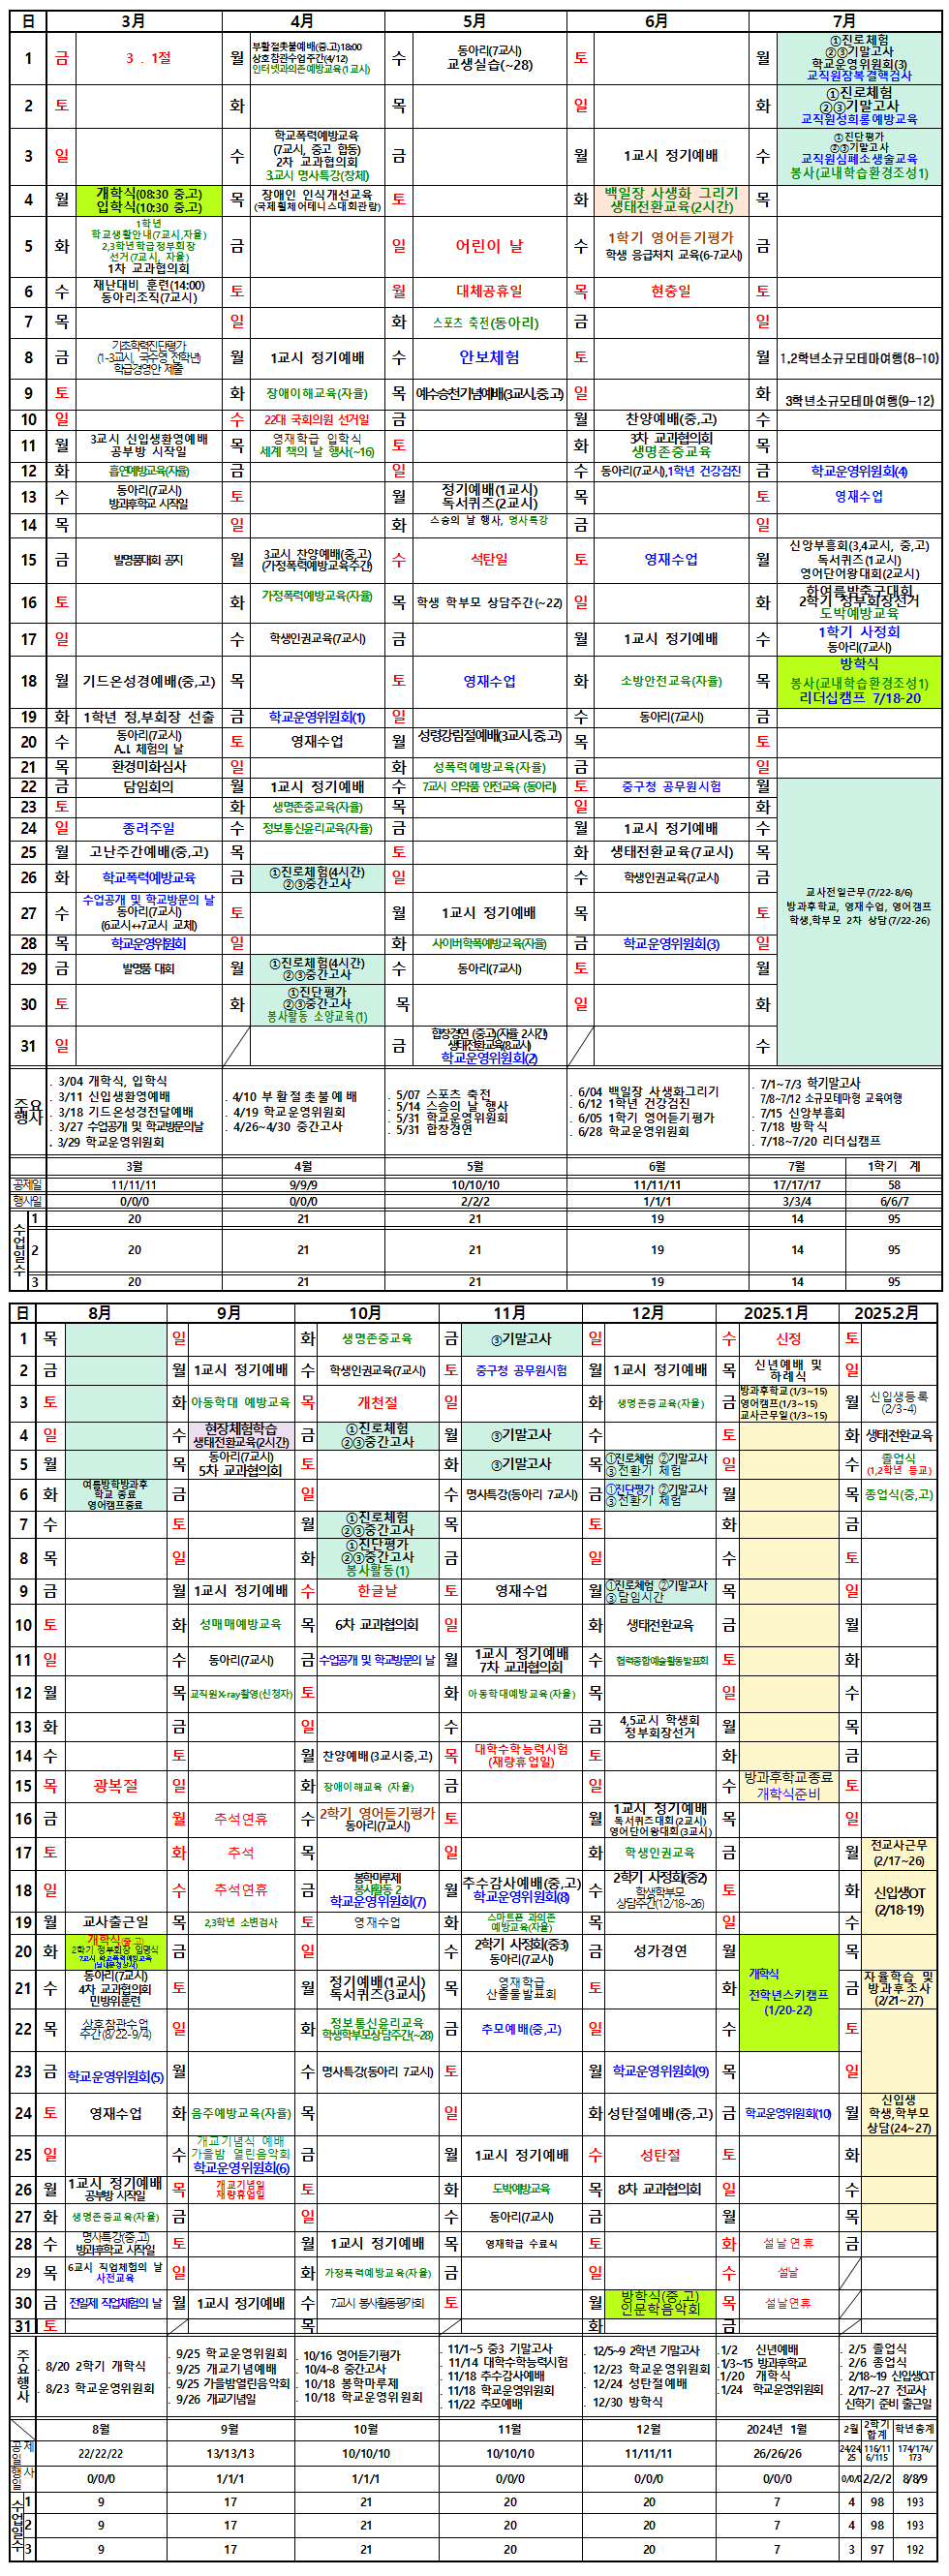 일 3월 4월 5월 6월 7월
1 금 3 . 1절 월 부활절촛불예배(중,고)18:00 수 동아리(7교시) 토 월 ①진로체험
상호참관수업주간(4/12) 교생실습(~28) ②③기말고사
인터넷과의존예방교육(1교시) 학교운영위원회(3)
교직원잠복결핵검사
2 토 화 목 일 화 ①진로체험
②③기말고사
교직원성희롱예방교육
3 일 수 학교폭력예방교육 금 월 1교시 정기예배 수 ①진단평가
(7교시, 중고 합동) ②③기말고사
2차 교과협의회 교직원심폐소생술교육
3.교시 명사특강(창체) 봉사(교내학습환경조성1)
4 월 개학식(08:30 중,고) 목 장애인 인식개선교육 토 화 백일장 사생화 그리기 목
입학식(10:30 중,고) (국제휠체어테니스대회관람) 생태전환교육(2시간)
5 화 1학년 금 일 어린이 날 수 1학기 영어듣기평가 금
학교생활안내(7교시,자율) 학생 응급처치 교육(6-7교시)
2,3학년학급정부회장
선거(7교시, 자율)
1차 교과협의회
6 수 재난대비 훈련(14:00) 토 월 대체공휴일 목 현충일 토
동아리조직(7교시)
7 목 일 화 스포츠 축전(동아리) 금 일
8 금 기초학력진단평가 월 1교시 정기예배 수 안보체험 토 월 1,2학년소규모테마여행(8-10)
(1-3교시, 국수영 전학년)
학급경영안 제출
9 토 화 장애이해교육(자율) 목 예수승천기념예배(3교시,중,고) 일 화 3학년소규모테마여행(9-12)
10 일 수 22대 국회의원 선거일 금 월 찬양예배(중,고) 수
11 월 3교시 신입생환영예배 목 영재학급 입학식 토 화 3차 교과협의회 목
공부방 시작일 세계 책의 날 행사(~16) 생명존중교육
12 화 흡연예방교육(자율) 금 일 수 동아리(7교시),1학년 건강검진 금 학교운영위원회(4)
13 수 동아리(7교시) 토 월 정기예배(1교시) 목 토 영재수업
방과후학교 시작일 독서퀴즈(2교시)
14 목 일 화 스승의 날 행사, 명사특강 금 일
15 금 발명품대회 공지 월 3교시 찬양예배(중,고) 수 석탄일 토 영재수업 월 신앙부흥회(3,4교시, 중,고)
(가정폭력예방교육주간) 독서퀴즈(1교시)
영어단어왕대회(2교시)
16 토 화 가정폭력예방교육(자율) 목 학생 학부모 상담주간(~22) 일 화 한여름밤축구대회
2학기 정부회장선거
도박예방교육
17 일 수 학생인권교육(7교시) 금 월 1교시 정기예배 수 1학기 사정회
동아리(7교시)
18 월 기드온성경예배(중,고) 목 토 영재수업 화 소방안전교육(자율) 목 방학식
봉사(교내학습환경조성1)
리더십캠프 7/18-20
19 화 1학년 정,부회장 선출 금 학교운영위원회(1) 일 수 동아리(7교시) 금
20 수 동아리(7교시) 토 영재수업 월 성령강림절예배(3교시,중,고) 목 토
A.I. 체험의 날
21 목 환경미화심사 일 화 성폭력예방교육(자율) 금 일
22 금 담임회의 월 1교시 정기예배 수 7교시 의약품 안전교육 (동아리) 토 중구청 공무원시험 월
23 토 화 생명존중교육(자율) 목 일 화
24 일 종려주일 수 정보통신윤리교육(자율) 금 월 1교시 정기예배 수
25 월 고난주간예배(중,고) 목 토 화 생태전환교육(7교시) 목
26 화 학교폭력예방교육 금 ①진로체험(4시간) 일 수 학생인권교육(7교시) 금
②③중간고사
교사전일근무(7/22-8/6)
27 수 수업공개 및 학교방문의 날 토 월 1교시 정기예배 목 토 방과후학교, 영재수업, 영어캠프
동아리(7교시) 학생,학부모 2차 상담(7/22-26)
(6교시↔7교시 교체)
28 목 학교운영위원회 일 화 사이버학폭예방교육(자율) 금 학교운영위원회(3) 일
29 금 발명품 대회 월 ①진로체험(4시간) 수 동아리(7교시) 토 월
②③중간고사
30 토 화 ①진단평가 목 일 화
②③중간고사
봉사활동 소양교육(1)
31 일 금 합창경연 (중고)(자율 2시간) 수
생태전환교육(8교시)
학교운영위원회(2)
주요행사
. 3/04 개학식, 입학식
. 3/11 신입생환영예배
. 3/18 기드온성경전달예배
. 3/27 수업공개 및 학교방문의날
. 3/29 학교운영위원회
. 4/10 부활절촛불예배
. 4/19 학교운영위원회
. 4/26~4/30 중간고사
. 5/07 스포츠 축전
. 5/14 스승의 날 행사
. 5/31 학교운영위원회
. 5/31 합창경연
. 6/04 백일장 사생화그리기
. 6/12 1학년 건강검진
. 6/05 1학기 영어듣기평가
. 6/28 학교운영위원회
. 7/1~7/3 학기말고사
7/8~7/12 소규모테마형 교육여행
. 7/15 신앙부흥회
. 7/18 방학식
. 7/18~7/20 리더십캠프
3월 4월 5월 6월 7월 1학기 계
공제일 11/11/11 9/9/9 10/10/10 11/11/11 17/17/17 58
행사일 0/0/0 0/0/0 2/2/2 1/1/1 3/3/4 6/6/7
수업일수 1 20 21 21 19 14 95
2 20 21 21 19 14 95
3 20 21 21 19 14 95
일 8월 9월 10월 11월 12월 2025.1월 2025.2월
1 목 일 화 생명존중교육 금 ③기말고사 일 수 신정 토
2 금 월 1교시 정기예배 수 학생인권교육(7교시) 토 중구청 공무원시험 월 1교시 정기예배 목 신년예배 및 일
하례식
3 토 화 아동학대 예방교육 목 개천절 일 화 생명존중교육(자율) 금 방과후학교(1/3~15) 월 신입생등록
영어캠프(1/3~15) (2/3-4)
교사근무일(1/3~15)
4 일 수 현장체험학습 금 ①진로체험 월 ③기말고사 수 토 화 생태전환교육
생태전환교육(2시간) ②③중간고사
5 월 목 동아리(7교시) 토 화 ③기말고사 목 ①진로체험 ②기말고사 일 수 졸업식
5차 교과협의회 ③전환기 체험 (1,2학년 등교)
6 화 여름방학방과후 금 일 수 명사특강(동아리 7교시) 금 ①진단평가 ②기말고사 월 목 종업식(중,고)
학교 종료 ③전환기 체험
영어캠프종료
7 수 토 월 ①진로체험 목 토 화 금
②③중간고사
8 목 일 화 ①진단평가 금 일 수 토
②③중간고사
봉사활동(1)
9 금 월 1교시 정기예배 수 한글날 토 영재수업 월 ①진로체험 ②기말고사 목 일
③담임시간
10 토 화 성매매예방교육 목 6차 교과협의회 일 화 생태전환교육 금 월
11 일 수 동아리(7교시) 금 수업공개 및 학교방문의 날 월 1교시 정기예배 수 협력종합예술활동발표회 토 화
7차 교과협의회
12 월 목 교직원X-ray촬영(신청자) 토 화 아동학대예방교육(자율) 목 일 수
13 화 금 일 수 금 4,5교시 학생회 월 목
정부회장선거
14 수 토 월 찬양예배(3교시중,고) 목 대학수학능력시험 토 화 금
(재량휴업일)
15 목 광복절 일 화 장애이해교육 (자율) 금 일 수 방과후학교종료 토
개학식준비
16 금 월 추석연휴 수 2학기 영어듣기평가 토 월 1교시 정기예배 목 일
동아리(7교시) 독서퀴즈대회(2교시)
영어단어왕대회(3교시)
17 토 화 추석 목 일 화 학생인권교육 금 월 전교사근무
(2/17~26)
18 일 수 추석연휴 금 봉학마루제 월 추수감사예배(중,고) 수 2학기 사정회(중2) 토 화 신입생OT
봉사활동 2 학교운영위원회(8) 학생학부모 (2/18-19)
학교운영위원회(7) 상담주간(12/18~26)
19 월 교사출근일 목 2,3학년 소변검사 토 영재수업 화 스마트폰 과의존 목 일 수
예방교육(자율)
20 화 개학식(중,고) 금 일 수 2학기 사정회(중3) 금 성가경연 월 목
2학기 정부회장 임명식 동아리(7교시)
21 수 동아리(7교시) 토 월 정기예배(1교시) 목 영재학급 토 화 개학식 금 자율학습 및
4차 교과협의회 독서퀴즈(3교시) 산출물발표회 전학년스키캠프 방과후조사
민방위훈련 (1/20-22) (2/21~27)
22 목 상호참관수업 일 화 정보통신윤리교육 금 추모예배(중,고) 일 수 토
주간(8/22-9/4) 학생학부모상담주간(~28)
23 금 학교운영위원회(5) 월 수 명사특강(동아리 7교시) 토 월 학교운영위원회(9) 목 일
24 토 영재수업 화 음주예방교육(자율) 목 일 화 성탄절예배(중,고) 금 학교운영위원회(10) 월 신입생
학생,학부모
상담(24~27)
25 일 수 개교기념식 예배 금 월 1교시 정기예배 수 성탄절 토 화
가을밤 열린음악회
학교운영위원회(6)
26 월 1교시 정기예배 목 개교기념일 토 화 도박예방교육 목 8차 교과협의회 일 수
공부방 시작일 재량휴업일
27 화 생명존중교육(자율) 금 일 수 동아리(7교시) 금 월 목
28 수 명사특강(중,고) 토 월 1교시 정기예배 목 영재학급 수료식 토 화 설날연휴 금
방과후학교 시작일
29 목 6교시 직업체험의 날 일 화 가정폭력예방교육(자율) 금 일 수 설날
사전교육
30 금 전일제 직업체험의 날 월 1교시 정기예배 수 7교시 봉사활동평가회 토 월 방학식(중,고) 목 설날연휴
인문학음악회
31 토 목 화 금
주요행사
. 8/20 2학기 개학식
. 8/23 학교운영위원회
. 9/25 학교운영위원회
. 9/25 개교기념예배
. 9/25 가을밤열린음악회
. 9/26 개교기념일
. 10/16 영어듣기평가
. 10/4~8 중간고사
. 10/18 봉학마루제
. 10/18 학교운영위원회
. 11/1~5 중3 기말고사
. 11/14 대학수학능력시험
. 11/18 추수감사예배
. 11/18 학교운영위원회
. 11/22 추모예배
12/5~9 2학년 기말고사
. 12/23 학교운영위원회
. 12/24 성탄절예배
. 12/30 방학식
. 1/2 신년예배
. 1/3~15 방과후학교
. 1/20 개학식
. 1/24 학교운영위원회
. 2/5 졸업식
. 2/6 종업식
. 2/18~19 신입생O.T
. 2/17~27 전교사
신학기 준비 출근일
8월 9월 10월 11월 12월 2024년 1월 2월 2학기합계 학년총계
공제일 22/22/22 13/13/13 10/10/10 10/10/10 11/11/11 26/26/26 24/24/25 116/116/115 174/174/173
행사일 0/0/0 1/1/1 1/1/1 0/0/0 0/0/0 0/0/0 0/0/0 2/2/2 8/8/9
수업일수 1 9 17 21 20 20 7 4 98 193
2 9 17 21 20 20 7 4 98 193
3 9 17 21 20 20 7 3 97 192